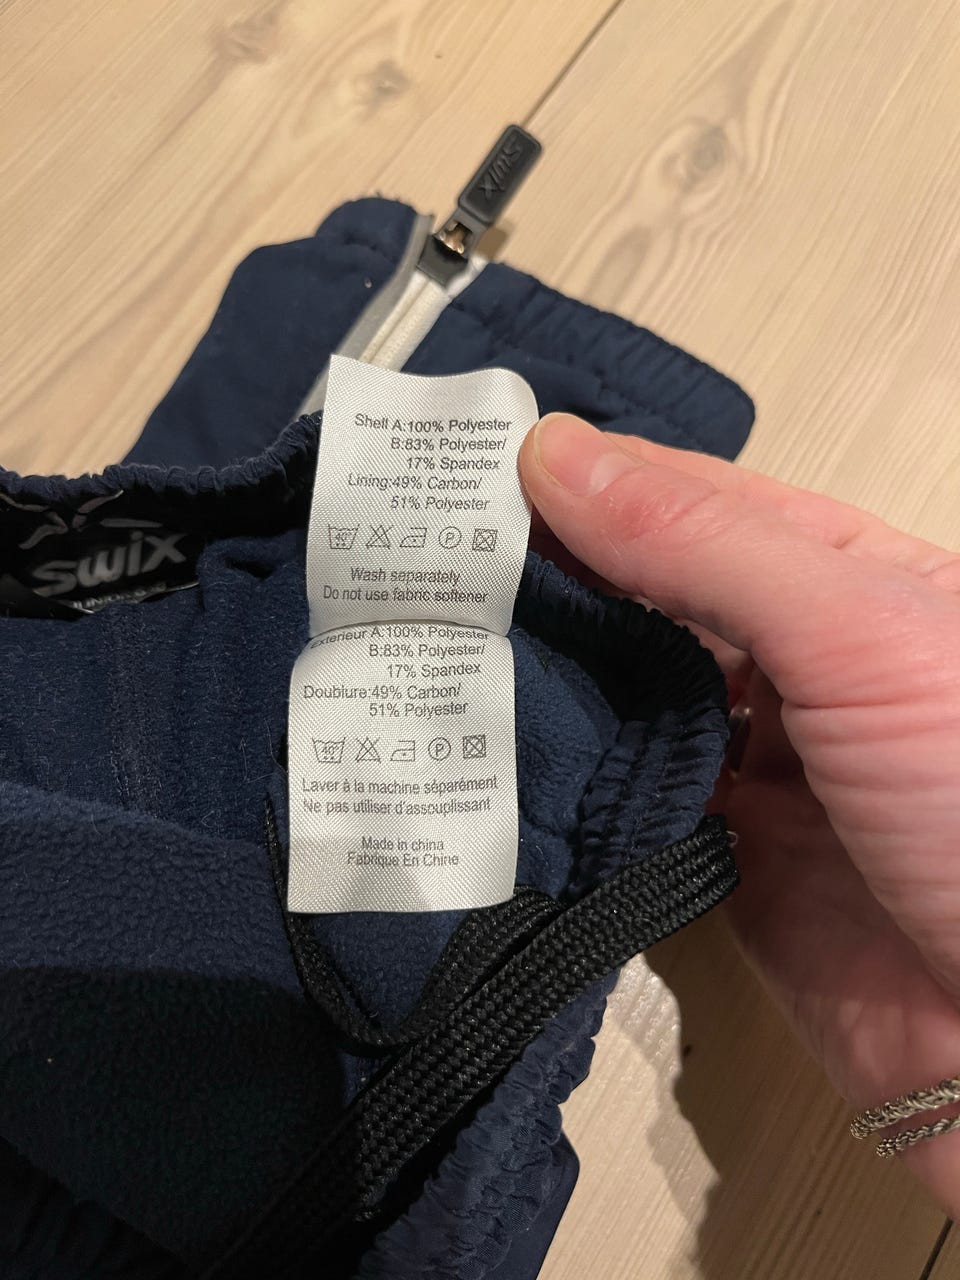 Swix
Shell A:100% Polyester
B:83% Polyester/
17% Spandex
Lining:49% Carbon/
51% Polyester
40°
P
Wash separately
Do not use fabric softener
Exterieur A:100% Polyester
B:83% Polyester/
17% Spandex
Doublure:49% Carbon/
51% Polyester
40°
P
Laver à la machine séparément
Ne pas utiliser d'assouplissant
Made in china
Fabrique En Chine
swix